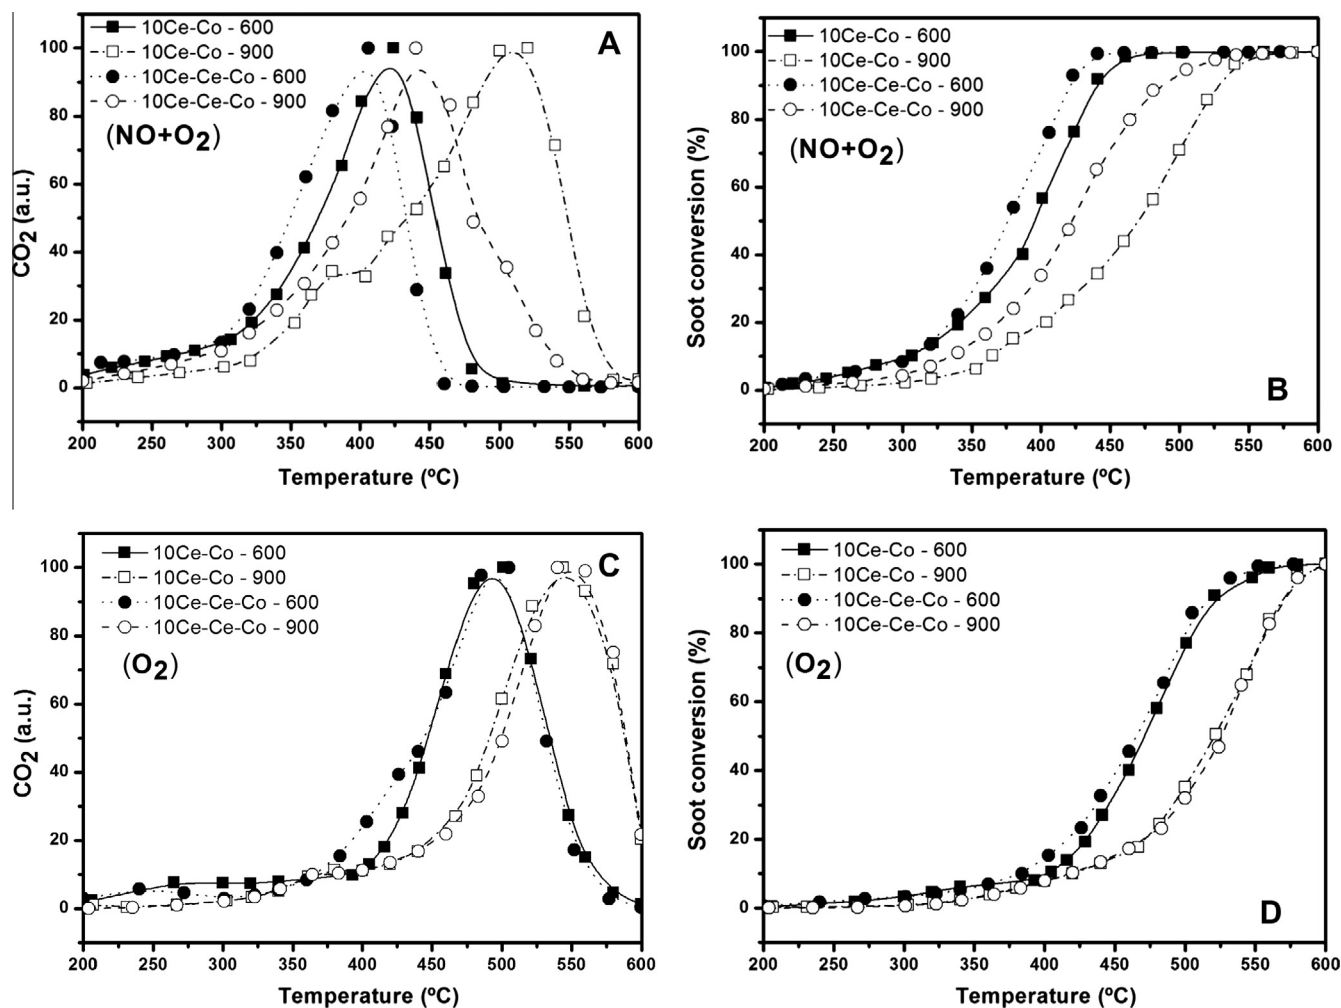 10Ce-Co - 600
10Ce-Co - 900
10Ce-Ce-Co - 600
10Ce-Ce-Co - 900
(NO+O2)
A
CO2 (a.u.)
100
80
60
40
20
0
200 250 300 350 400 450 500 550 600
Temperature (ºC)
10Ce-Co - 600
10Ce-Co - 900
10Ce-Ce-Co - 600
10Ce-Ce-Co - 900
(NO+O2)
B
Soot conversion (%)
100
80
60
40
20
0
200 250 300 350 400 450 500 550 600
Temperature (ºC)
10Ce-Co - 600
10Ce-Co - 900
10Ce-Ce-Co - 600
10Ce-Ce-Co - 900
(O2)
C
CO2 (a.u.)
100
80
60
40
20
0
200 250 300 350 400 450 500 550 600
Temperature (ºC)
10Ce-Co - 600
10Ce-Co - 900
10Ce-Ce-Co - 600
10Ce-Ce-Co - 900
(O2)
D
Soot conversion (%)
100
80
60
40
20
0
200 250 300 350 400 450 500 550 600
Temperature (ºC)